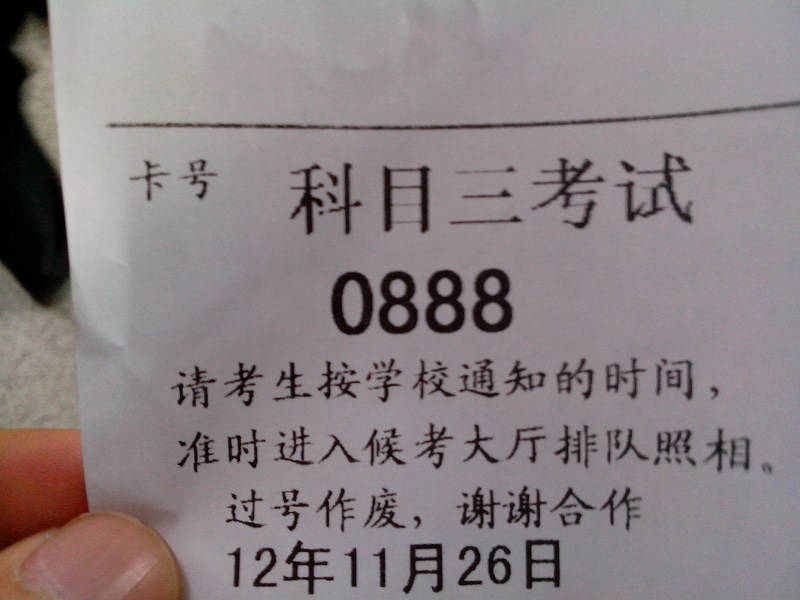 卡号 科目三考试
0888
请考生按学校通知的时间，
准时进入候考大厅排队照相。
过号作废，谢谢合作
12年11月26日